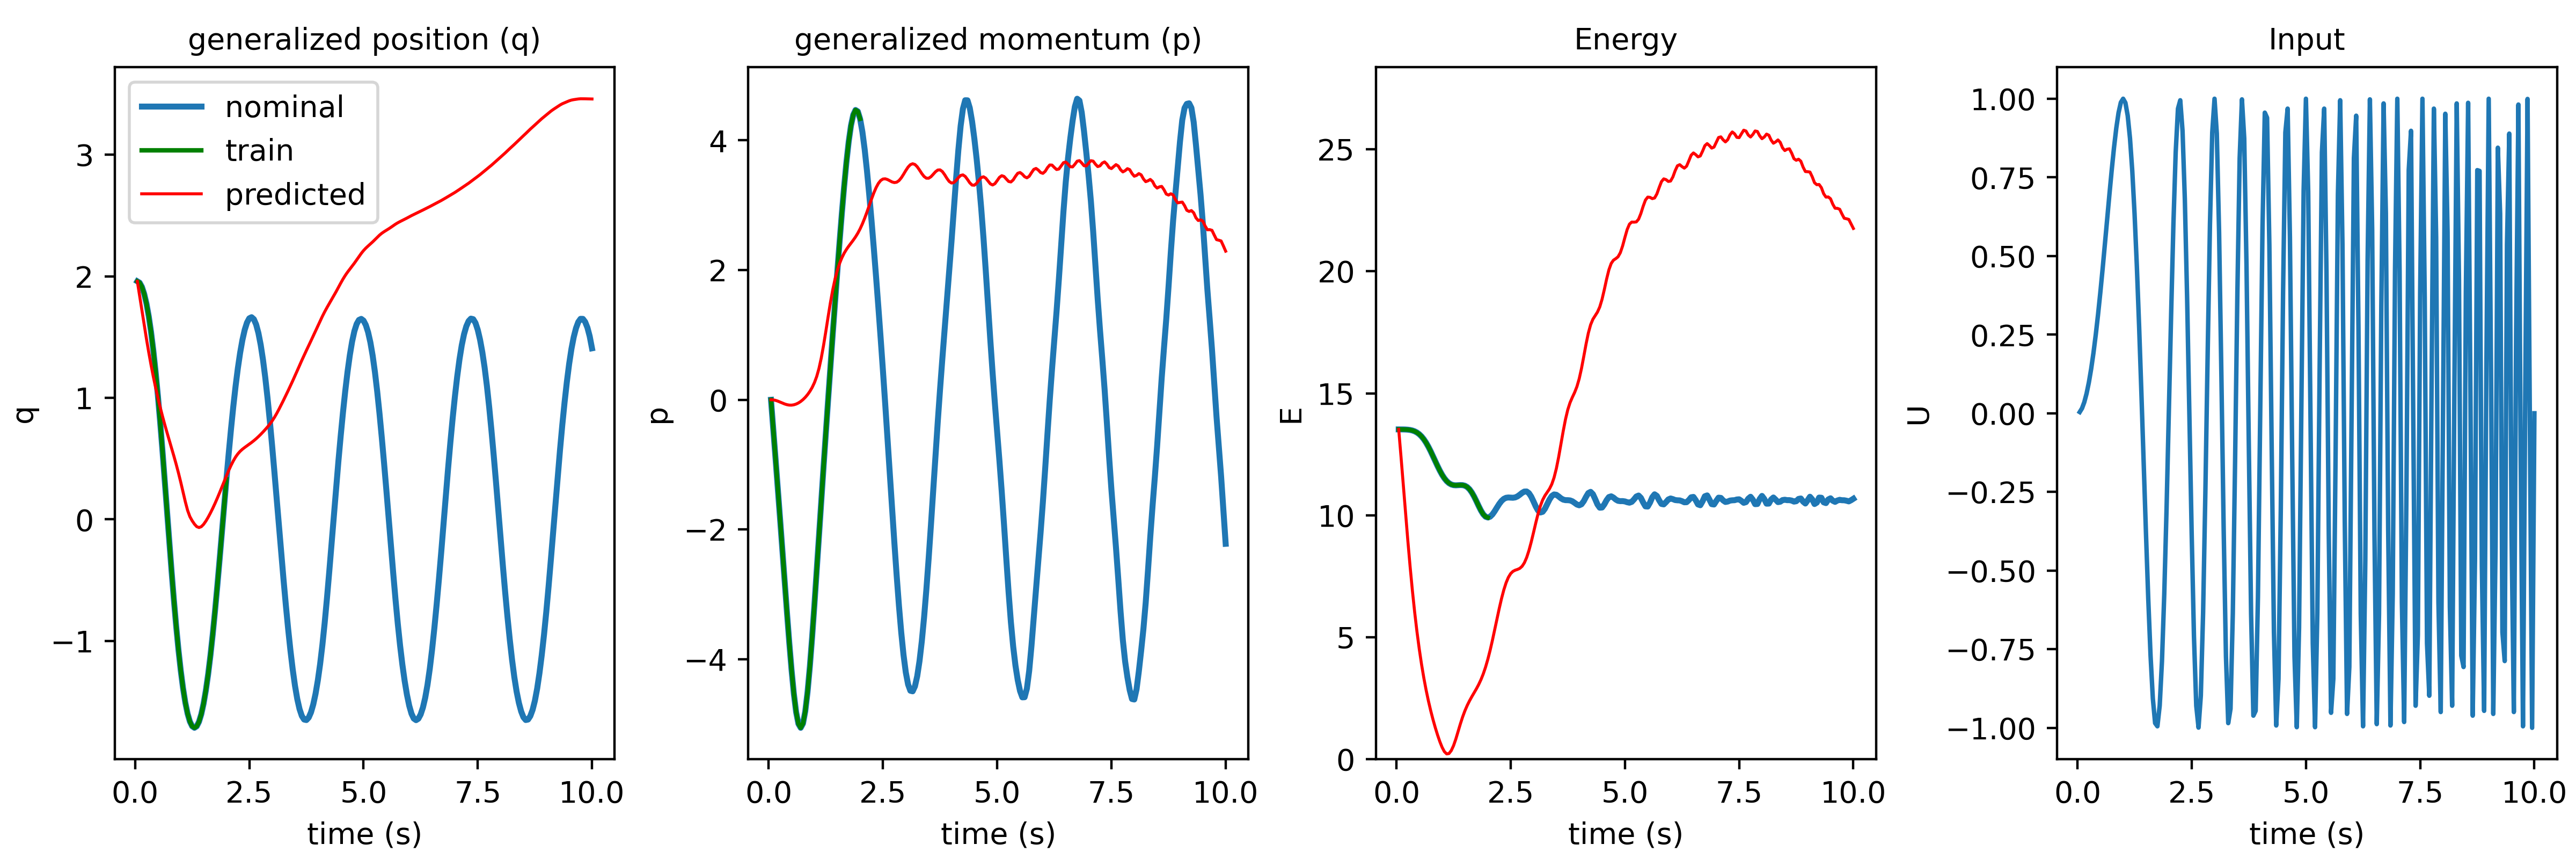 generalized position (q)
nominal
train
predicted
q
3
2
1
0
−1
0.0 2.5 5.0 7.5 10.0
time (s)
generalized momentum (p)
p
4
2
0
−2
−4
0.0 2.5 5.0 7.5 10.0
time (s)
Energy
E
25
20
15
10
5
0
0.0 2.5 5.0 7.5 10.0
time (s)
Input
U
1.00
0.75
0.50
0.25
0.00
−0.25
−0.50
−0.75
−1.00
0.0 2.5 5.0 7.5 10.0
time (s)